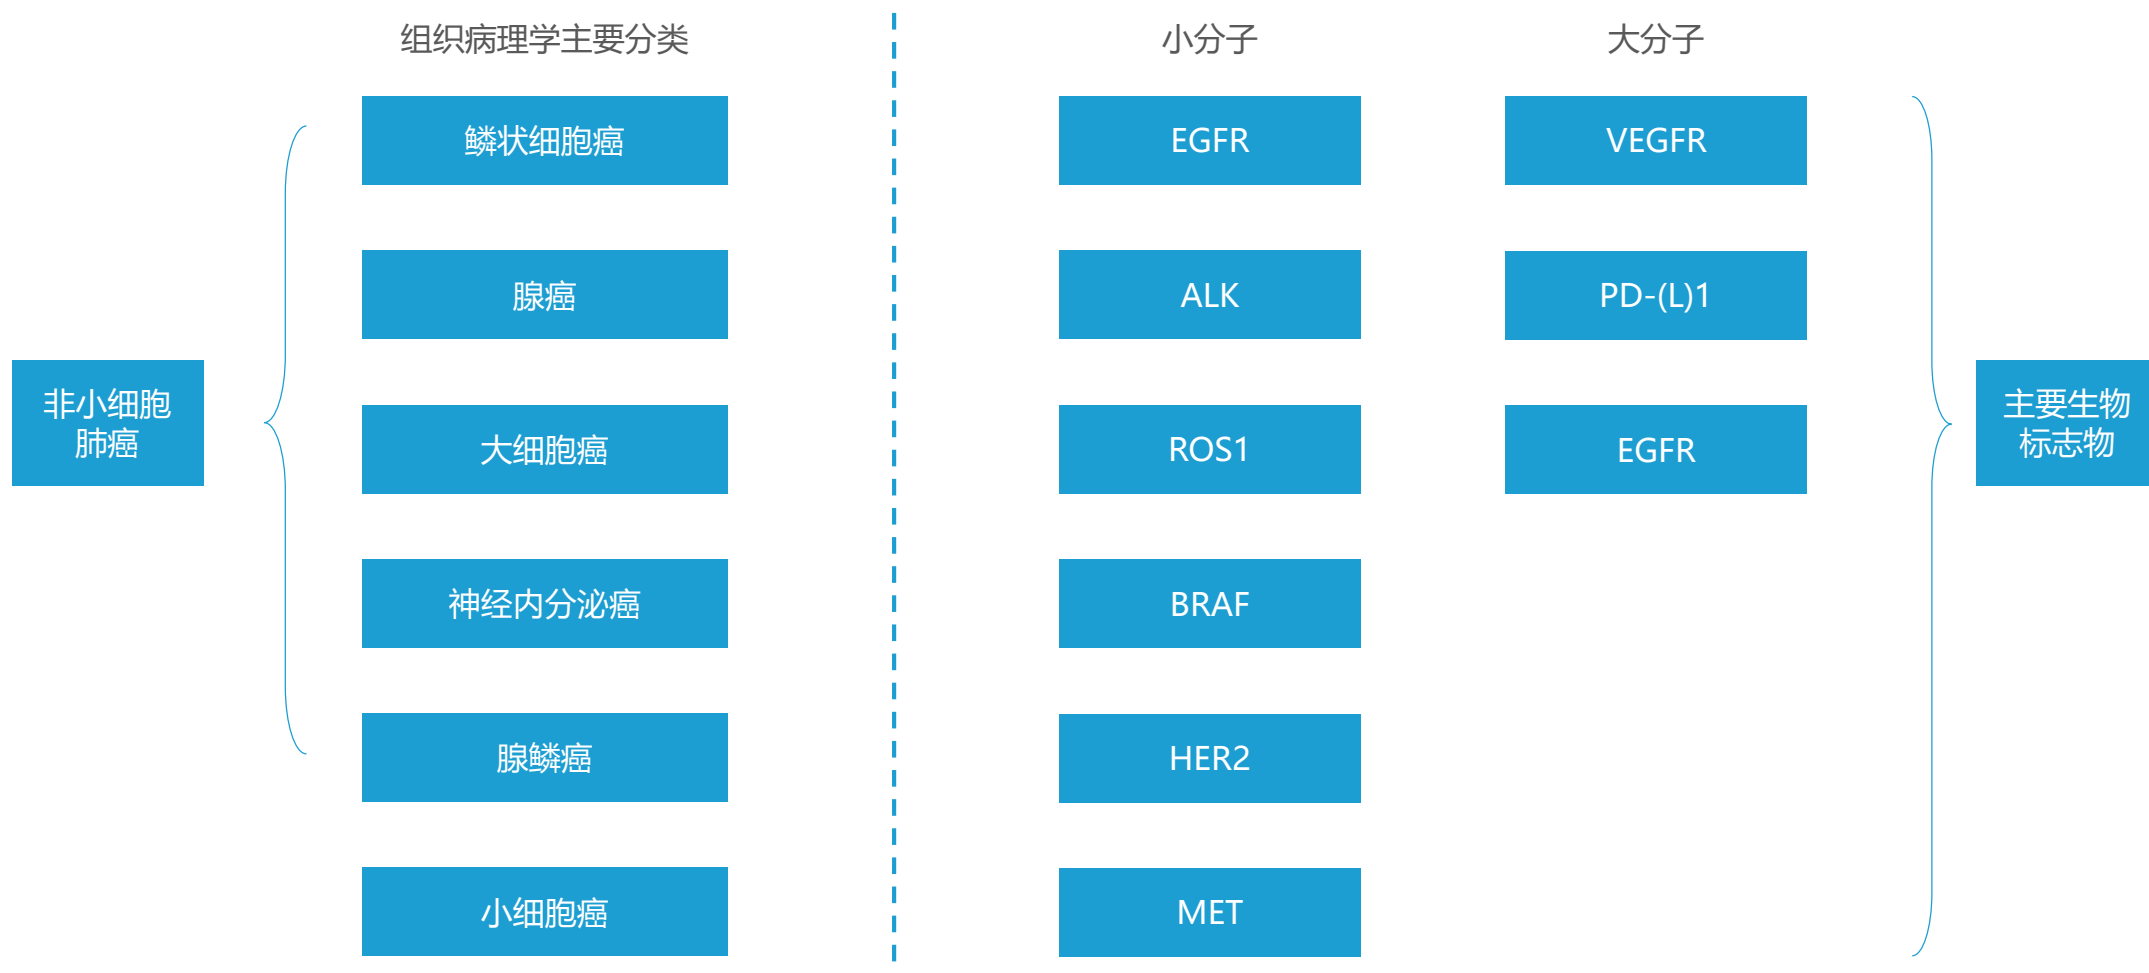 组织病理学主要分类
小分子
大分子
鳞状细胞癌
EGFR
VEGFR
腺癌
ALK
PD-(L)1
非小细胞
肺癌
大细胞癌
ROS1
EGFR
主要生物
标志物
神经内分泌癌
BRAF
腺鳞癌
HER2
小细胞癌
MET